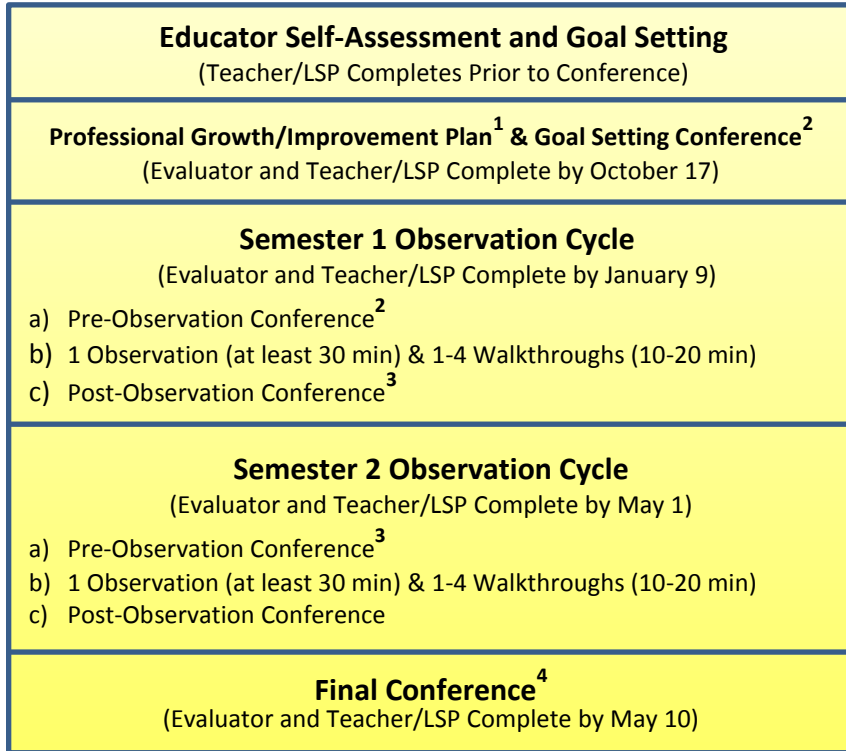 Educator Self-Assessment and Goal Setting
(Teacher/LSP Completes Prior to Conference)
Professional Growth/Improvement Plan¹ & Goal Setting Conference²
(Evaluator and Teacher/LSP Complete by October 17)
Semester 1 Observation Cycle
(Evaluator and Teacher/LSP Complete by January 9)
a) Pre-Observation Conference²
b) 1 Observation (at least 30 min) & 1-4 Walkthroughs (10-20 min)
c) Post-Observation Conference³
Semester 2 Observation Cycle
(Evaluator and Teacher/LSP Complete by May 1)
a) Pre-Observation Conference³
b) 1 Observation (at least 30 min) & 1-4 Walkthroughs (10-20 min)
c) Post-Observation Conference
Final Conference⁴
(Evaluator and Teacher/LSP Complete by May 10)